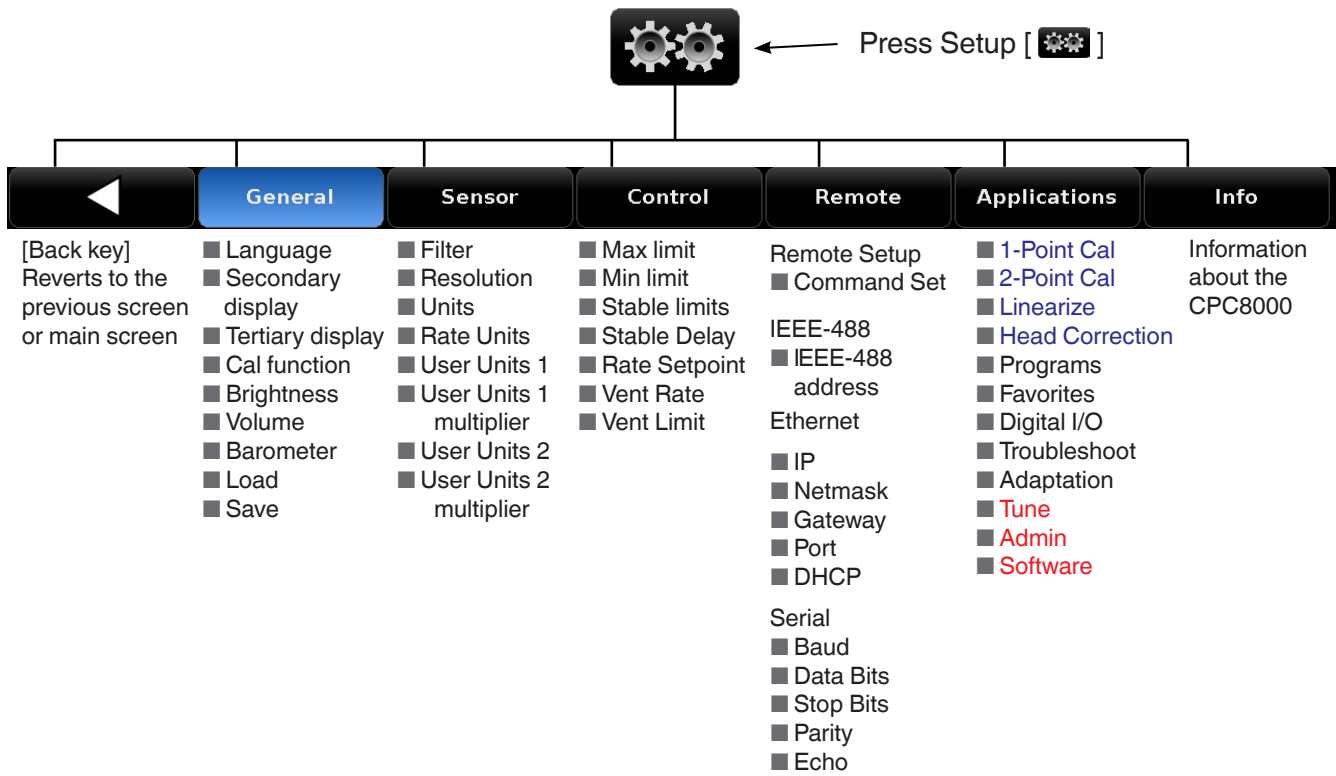 Press Setup [ ]
General
Sensor
Control
Remote
Applications
Info
[Back key]
Reverts to the
previous screen
or main screen
■ Language
■ Secondary
display
■ Tertiary display
■ Cal function
■ Brightness
■ Volume
■ Barometer
■ Load
■ Save
■ Filter
■ Resolution
■ Units
■ Rate Units
■ User Units 1
■ User Units 1
multiplier
■ User Units 2
■ User Units 2
multiplier
■ Max limit
■ Min limit
■ Stable limits
■ Stable Delay
■ Rate Setpoint
■ Vent Rate
■ Vent Limit
Remote Setup
■ Command Set
IEEE-488
■ IEEE-488
address
Ethernet
■ IP
■ Netmask
■ Gateway
■ Port
■ DHCP
Serial
■ Baud
■ Data Bits
■ Stop Bits
■ Parity
■ Echo
■ 1-Point Cal
■ 2-Point Cal
■ Linearize
■ Head Correction
■ Programs
■ Favorites
■ Digital I/O
■ Troubleshoot
■ Adaptation
■ Tune
■ Admin
■ Software
Information
about the
CPC8000